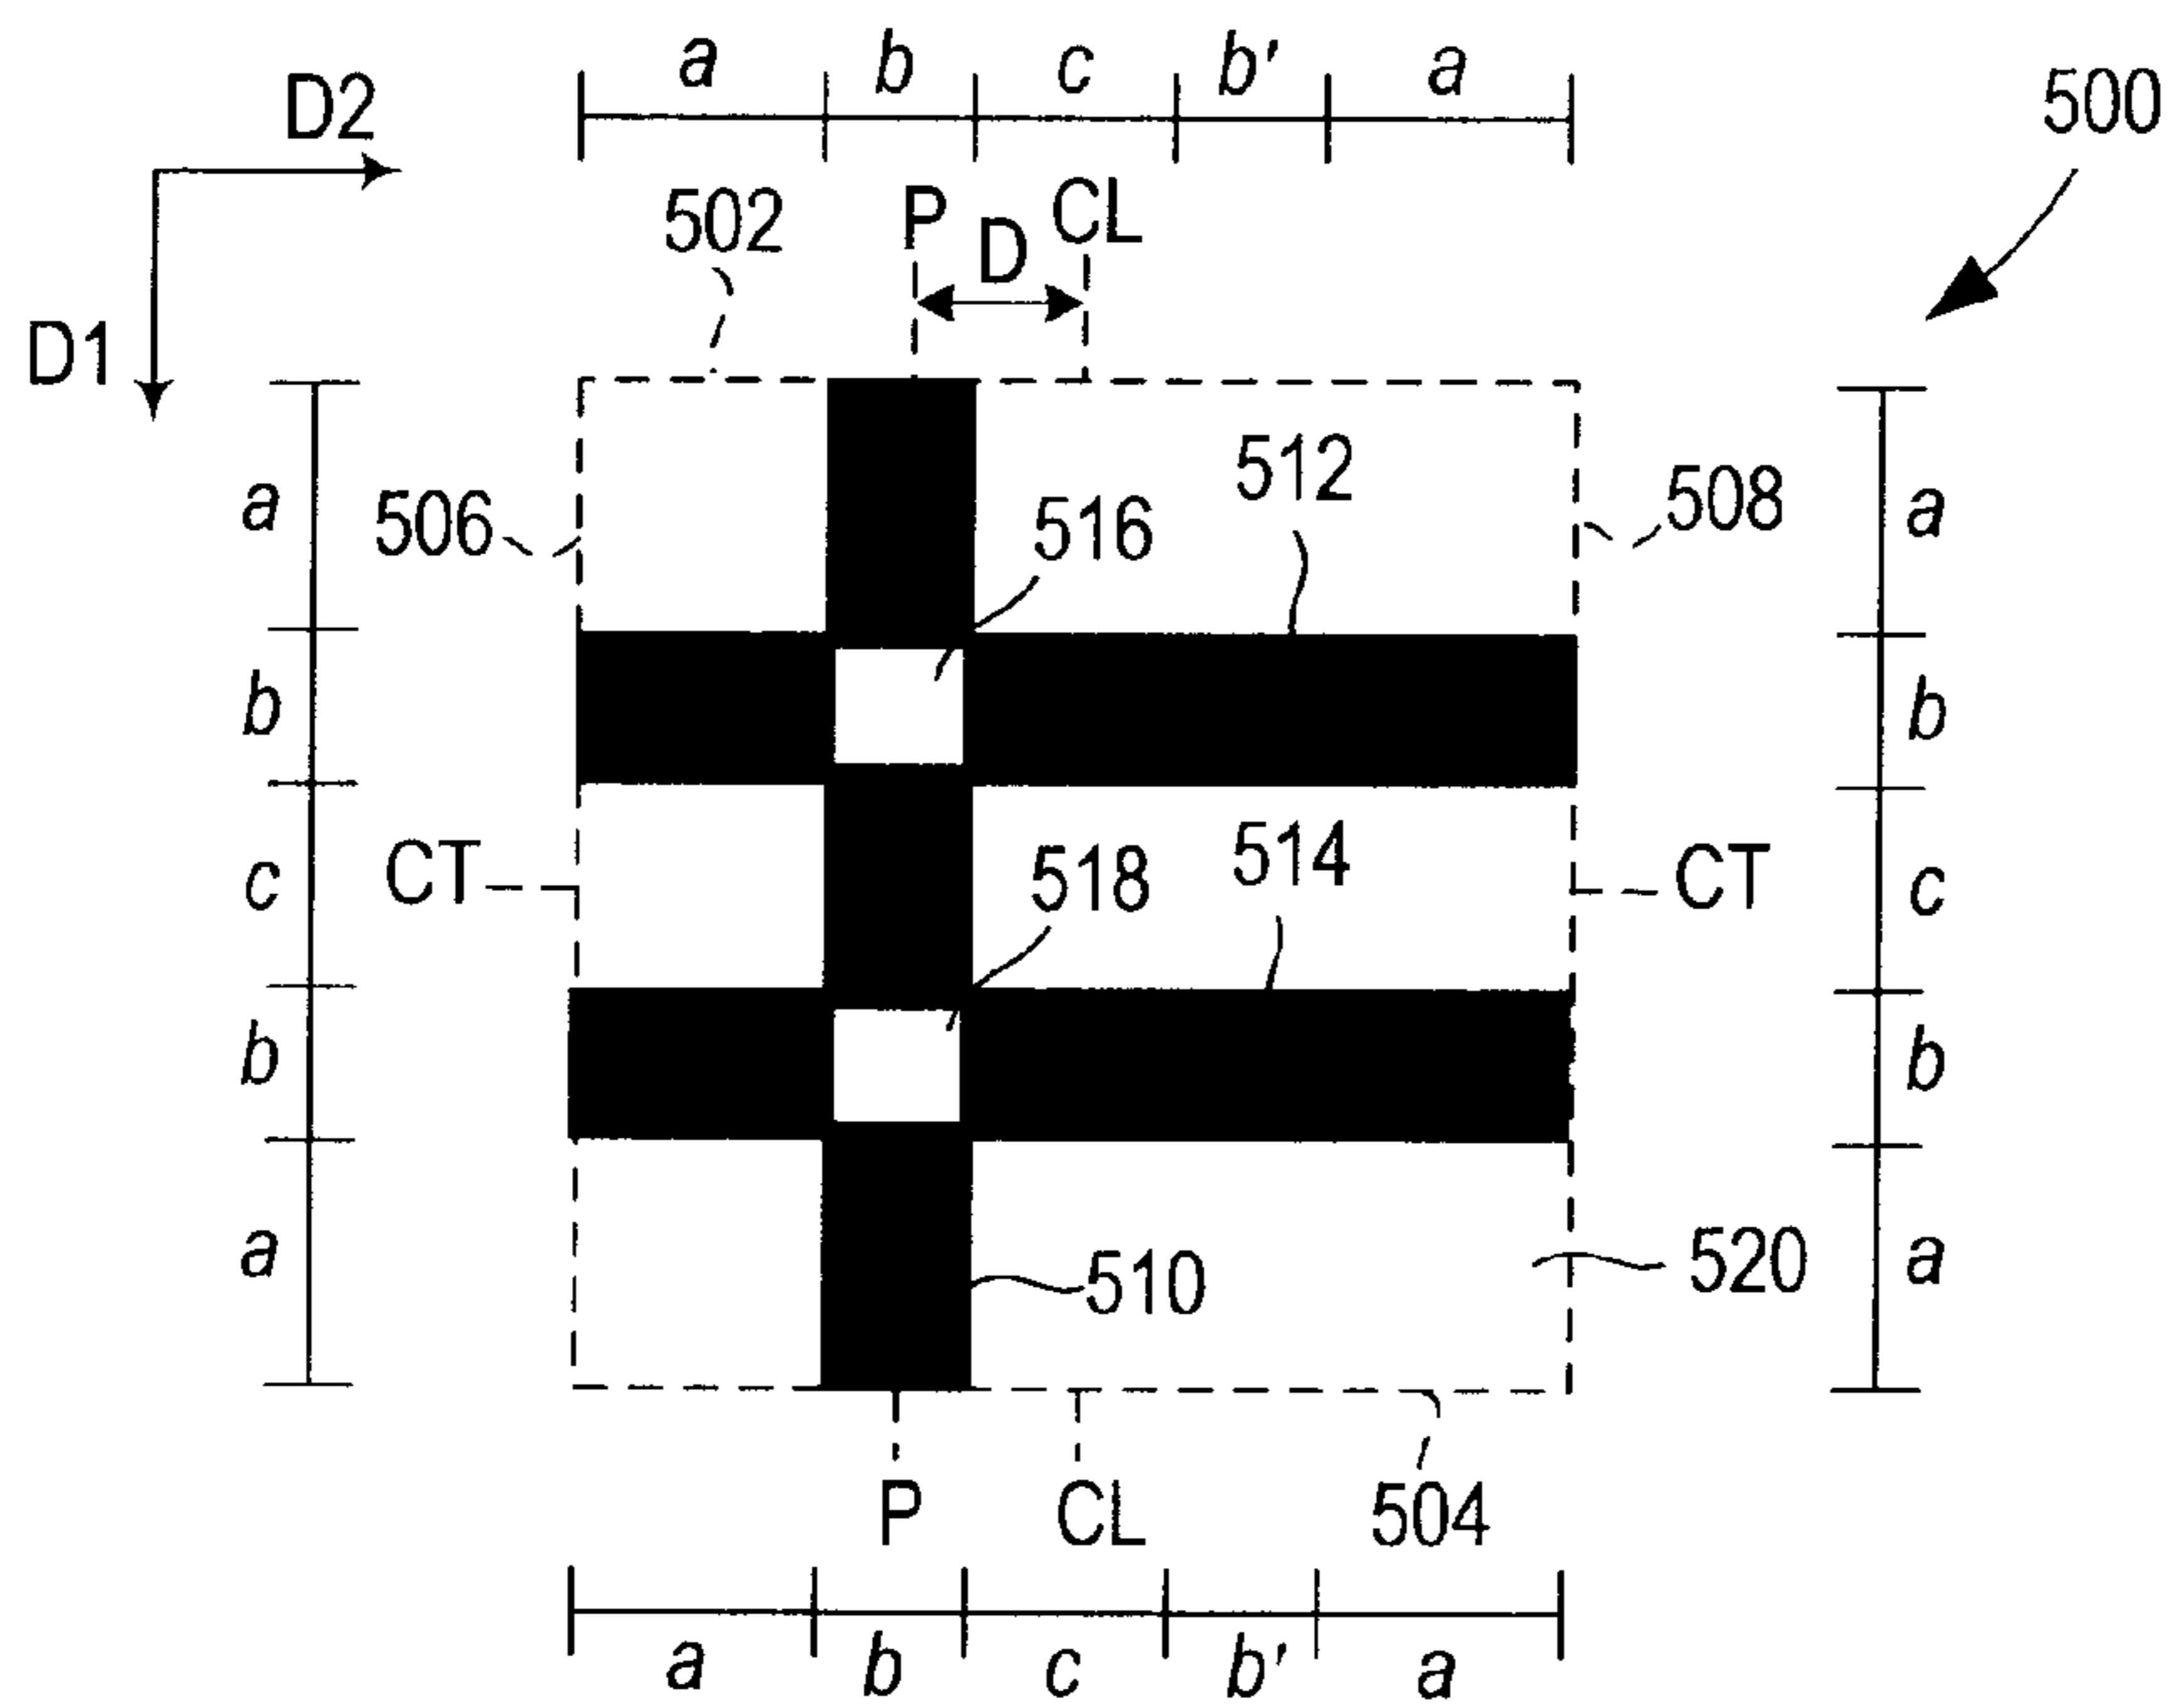 a b c b' a
500
D2
502 P D CL
D1
512
a 506 516 508 a
b b
514
c CT 518 CT c
b b
a 510 520 a
P CL 504
a b c b' a